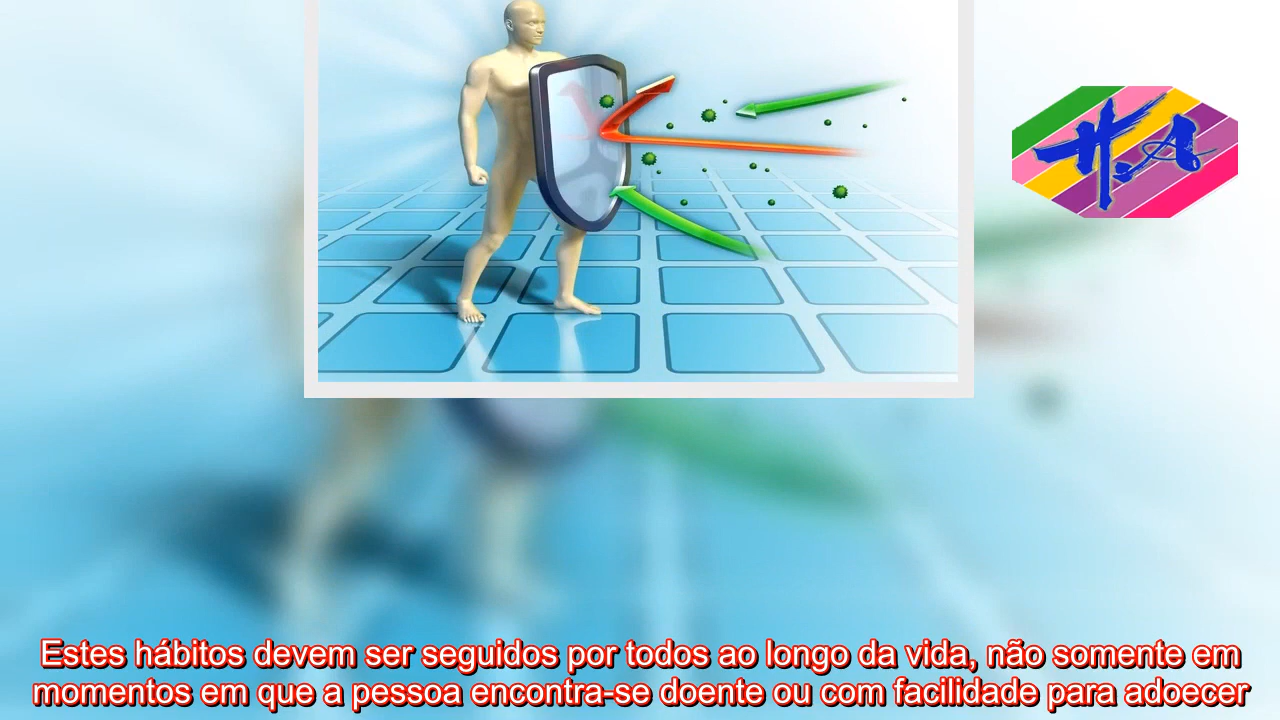 H.A
Estes hábitos devem ser seguidos por todos ao longo da vida, não somente em
momentos em que a pessoa encontra-se doente ou com facilidade para adoecer